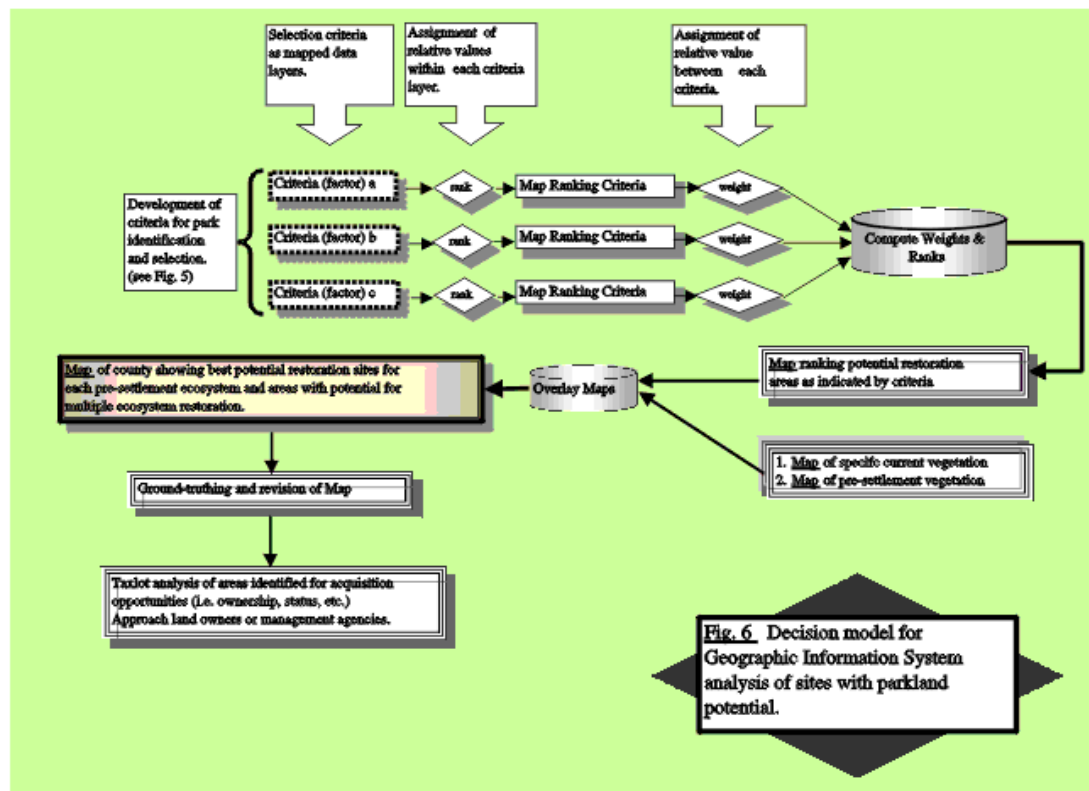 Selection criteria
as mapped data
layers.
Assignment of
relative values
within each criteria
layer.
Assignment of
relative value
between each
criteria.
Development of
criteria for park
identification
and selection.
(see Fig. 5)
Criteria (factor) a
rank
Map Ranking Criteria
weight
Criteria (factor) b
rank
Map Ranking Criteria
weight
Criteria (factor) c
rank
Map Ranking Criteria
weight
Compute Weights &
Ranks
Map ranking potential restoration
areas as indicated by criteria
1. Map of specifc current vegetation
2. Map of pre-settlement vegetation
Overlay Maps
Map of county showing best potential restoration sites for
each pre-settlement ecosystem and areas with potential for
multiple ecosystem restoration.
Ground-truthing and revision of Map
Taxlot analysis of areas identified for acquisition
opportunities (i.e. ownership, status, etc.)
Approach land owners or management agencies.
Fig. 6 Decision model for
Geographic Information System
analysis of sites with parkland
potential.